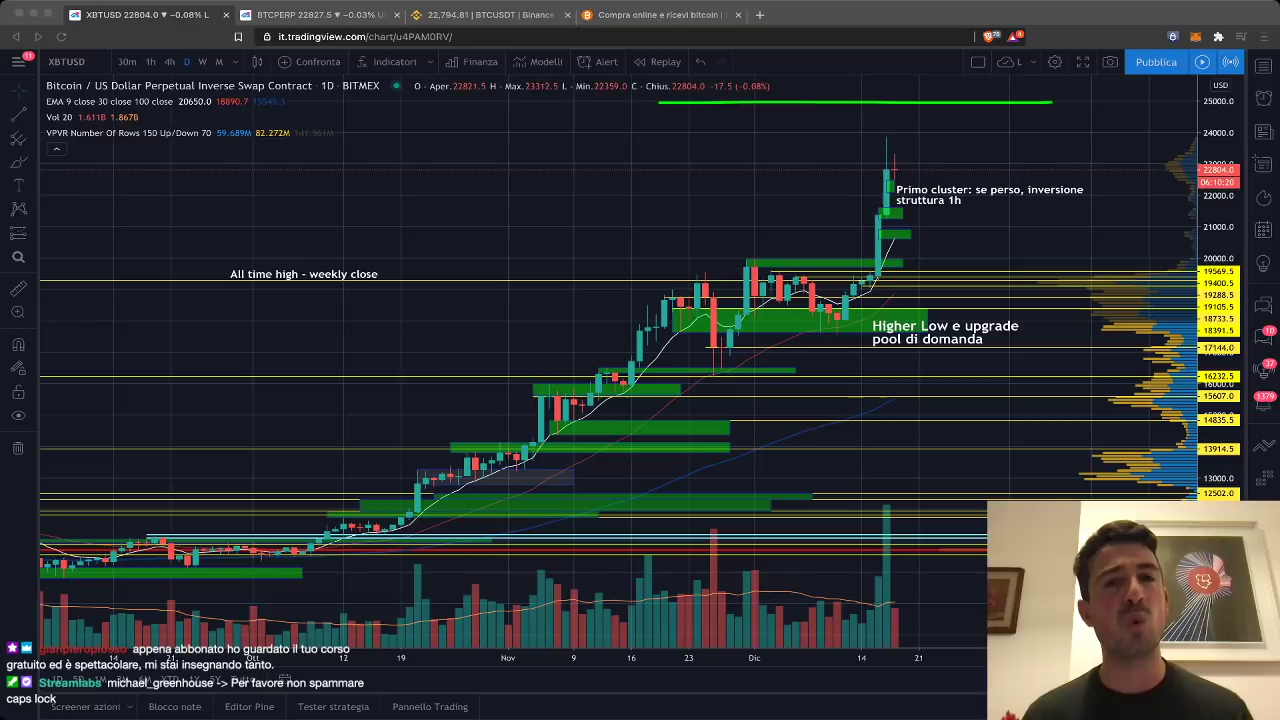 XBTUSD 22804.0 ▼ −0.08% L
BTCPERP 22827.5 ▼ −0.03% U
22,794.81 | BTCUSDT | Binance
Compra online e ricevi bitcoin |
it.tradingview.com/chart/u4PAM0RV/
76
4
11
XBTUSD
30m 1h 4h D W M
Confronta
Indicatori
Finanza
Modelli
Alert
Replay
L
Pubblica
Bitcoin / US Dollar Perpetual Inverse Swap Contract · 1D · BITMEX
O - Aper. 22821.5 H - Max. 23312.5 L - Min. 22359.0 C - Chius. 22804.0 −17.5 (−0.08%)
USD
EMA 9 close 30 close 100 close 20650.0 18890.7 15545.3
Vol 20 1.611B 1.867B
VPVR Number Of Rows 150 Up/Down 70 59.689M 82.272M 141.961M
25000.0
24000.0
23000.0
22804.0
06:10:20
22000.0
21000.0
20000.0
19569.5
19400.5
19288.5
19105.5
18733.5
18391.5
17144.0
16232.5
16000.0
15607.0
14835.5
13914.5
13000.0
12502.0
Primo cluster: se perso, inversione
struttura 1h
All time high - weekly close
Higher Low e upgrade
pool di domanda
10
37
1379
14
12
19
Nov
9
16
23
Dic
14
21
gianpieropiosso appena abbonato ho guardato il tuo corso
gratuito ed è spettacolare, mi stai insegnando tanto.
Streamlabs michael_greenhouse -> Per favore non spammare
caps lock
Screener azioni
Blocco note
Editor Pine
Tester strategia
Pannello Trading